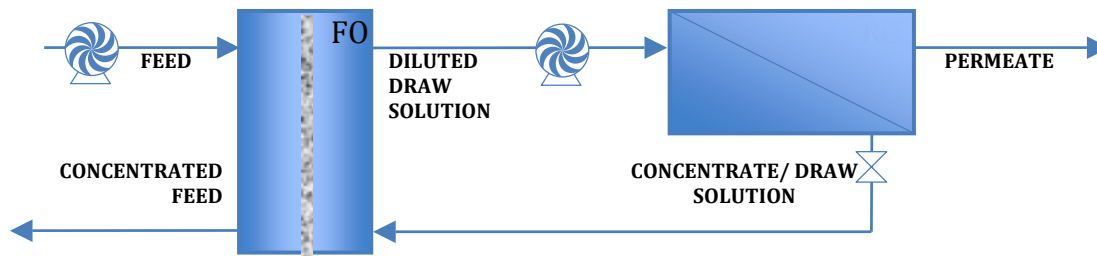 FO
FEED
DILUTED
DRAW
SOLUTION
PERMEATE
CONCENTRATED
FEED
CONCENTRATE/ DRAW
SOLUTION